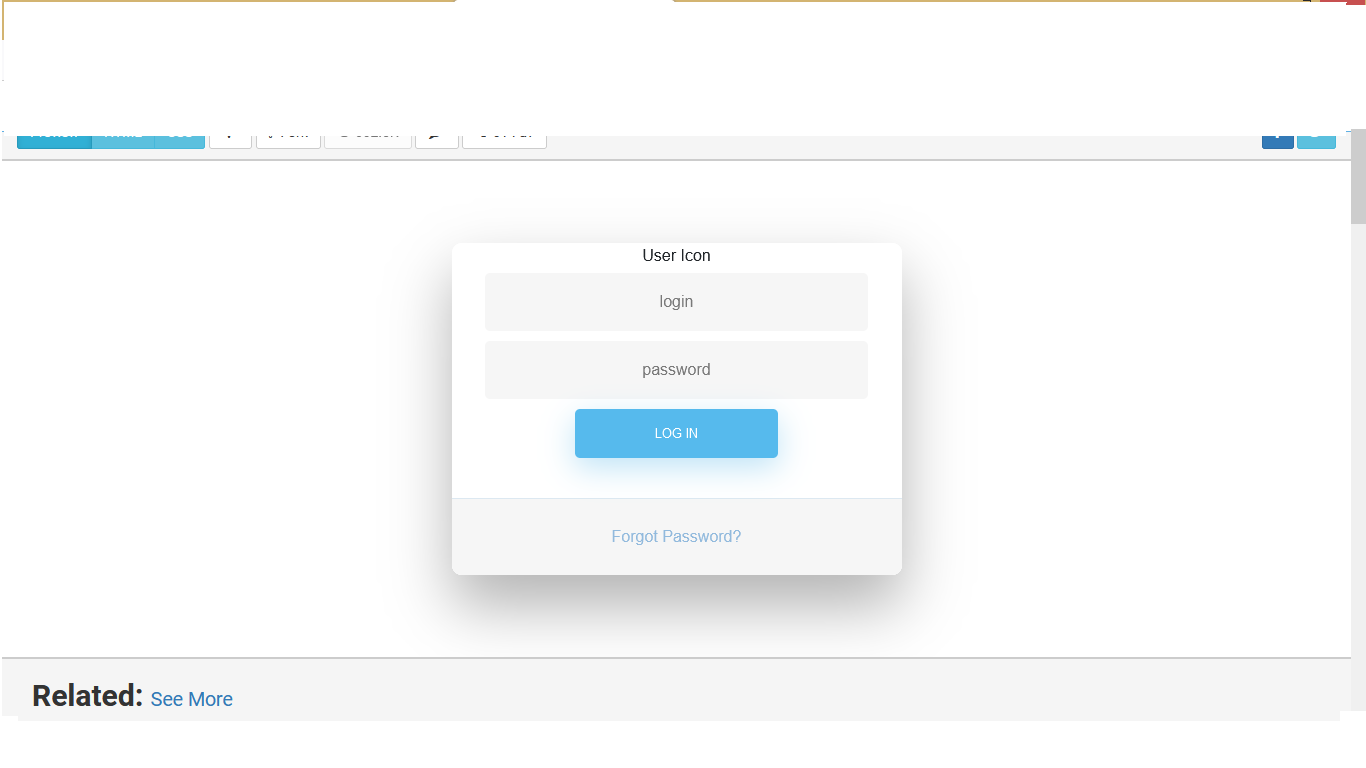 User Icon
login
password
LOG IN
Forgot Password?
Related: See More